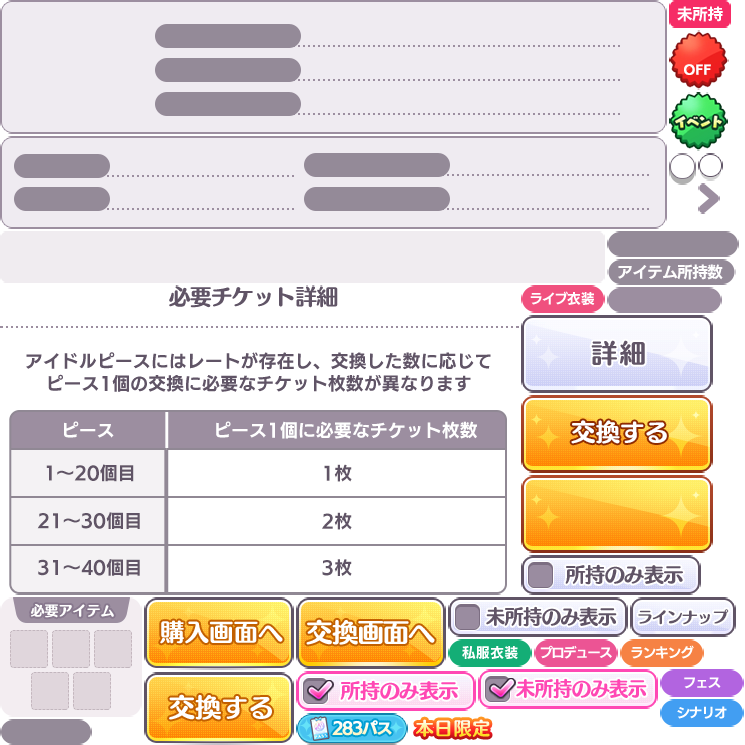 未所持
OFF
イベント
アイテム所持数
必要チケット詳細
ライブ衣装
詳細
アイドルピースにはレートが存在し、交換した数に応じて
ピース1個の交換に必要なチケット枚数が異なります
交換する
ピース ピース1個に必要なチケット枚数
1〜20個目 1枚
21〜30個目 2枚
31〜40個目 3枚
所持のみ表示
必要アイテム
購入画面へ
交換画面へ
未所持のみ表示
ラインナップ
私服衣装
プロデュース
ランキング
交換する
所持のみ表示
未所持のみ表示
フェス
シナリオ
283パス
本日限定